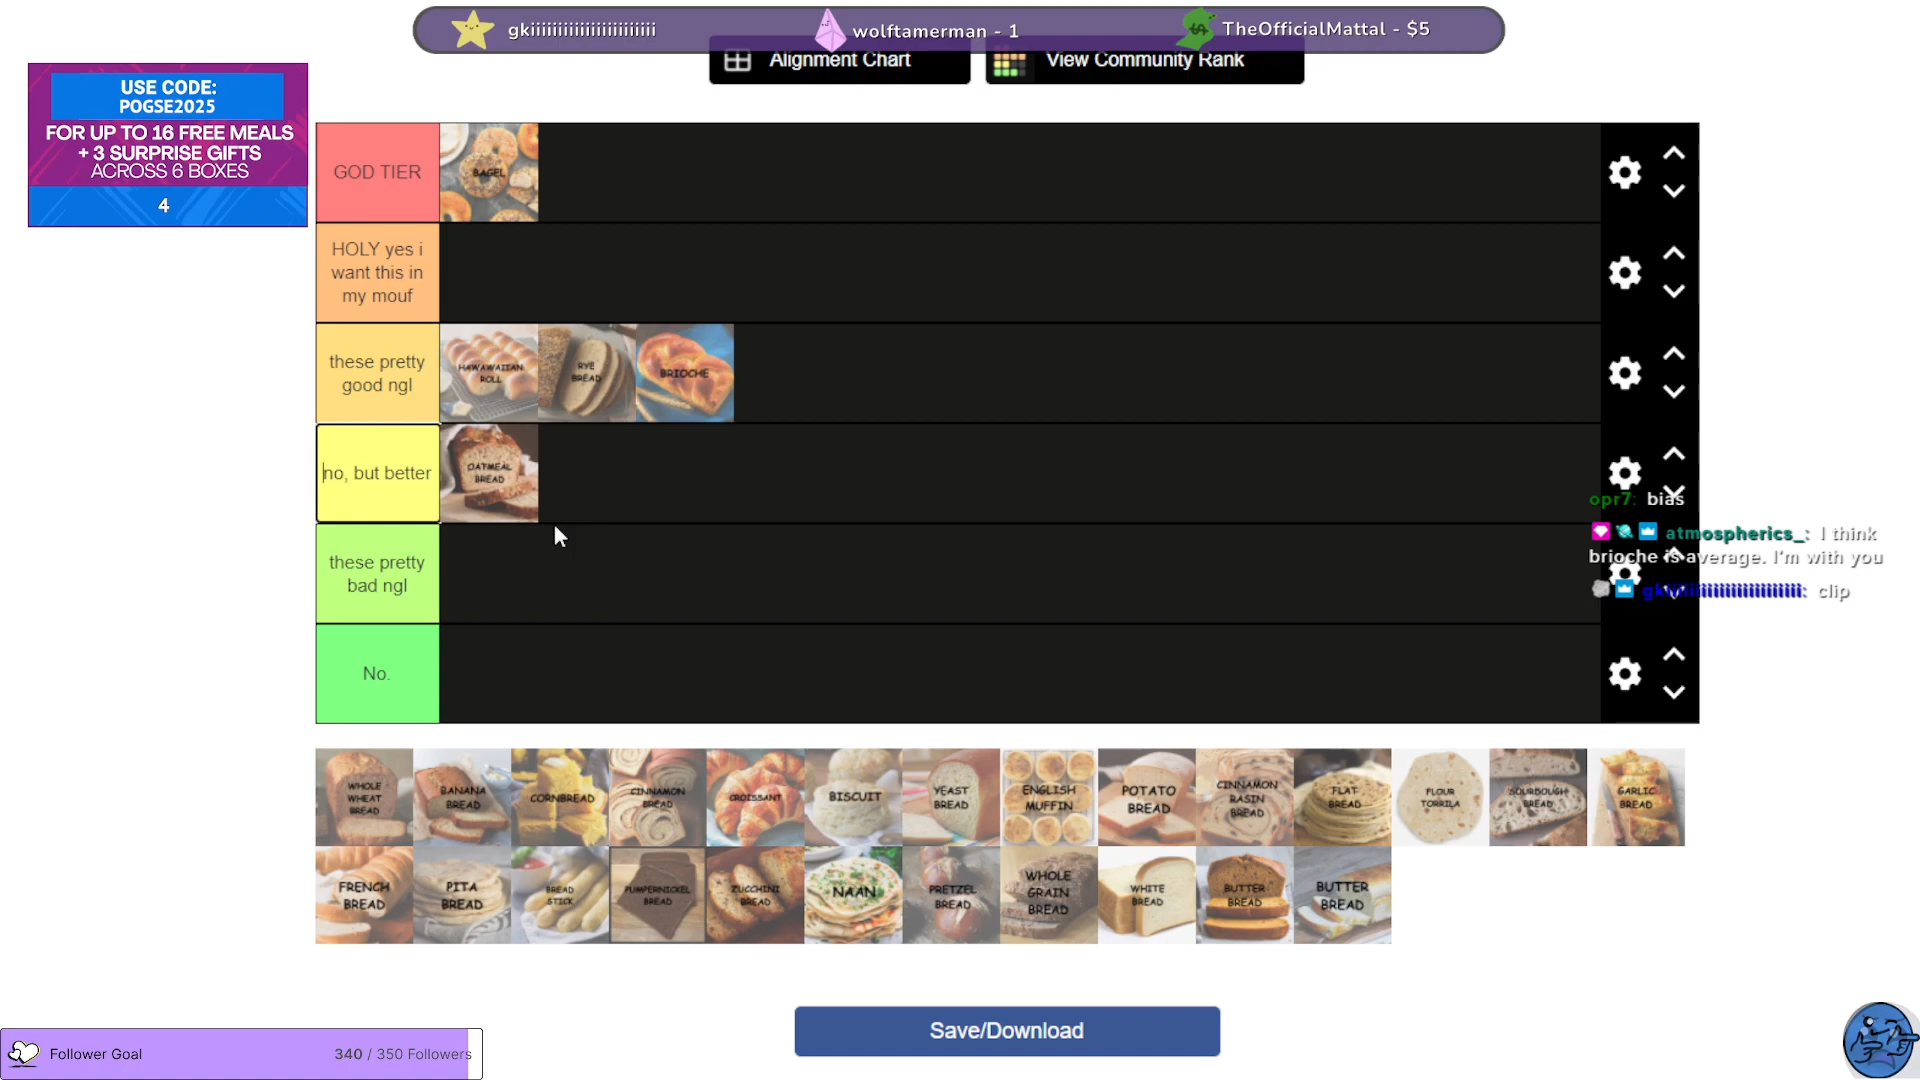 gkiiiiiiiiiiiiiiiiiiiiii
wolftamerman - 1
TheOfficialMattal - $5
Alignment Chart
View Community Rank
USE CODE:
POGSE2025
FOR UP TO 16 FREE MEALS
+ 3 SURPRISE GIFTS
ACROSS 6 BOXES
4
GOD TIER
BAGEL
HOLY yes i
want this in
my mouf
these pretty
good ngl
HAWAWAIIAN
ROLL
RYE
BREAD
BRIOCHE
no, but better
OATMEAL
BREAD
these pretty
bad ngl
No.
opr7: bias
atmospherics_: I think
brioche is average. I'm with you
clip
WHOLE
WHEAT
BREAD
BANANA
BREAD
CORNBREAD
CINNAMON
BREAD
CROISSANT
BISCUIT
YEAST
BREAD
ENGLISH
MUFFIN
POTATO
BREAD
CINNAMON
RASIN
BREAD
FLAT
BREAD
FLOUR
TORRILA
SOURBOUGH
BREAD
GARLIC
BREAD
FRENCH
BREAD
PITA
BREAD
BREAD
STICK
PUMPERNICKEL
BREAD
ZUCCHINI
BREAD
NAAN
PRETZEL
BREAD
WHOLE
GRAIN
BREAD
WHITE
BREAD
BUTTER
BREAD
BUTTER
BREAD
Save/Download
Follower Goal
340 / 350 Followers